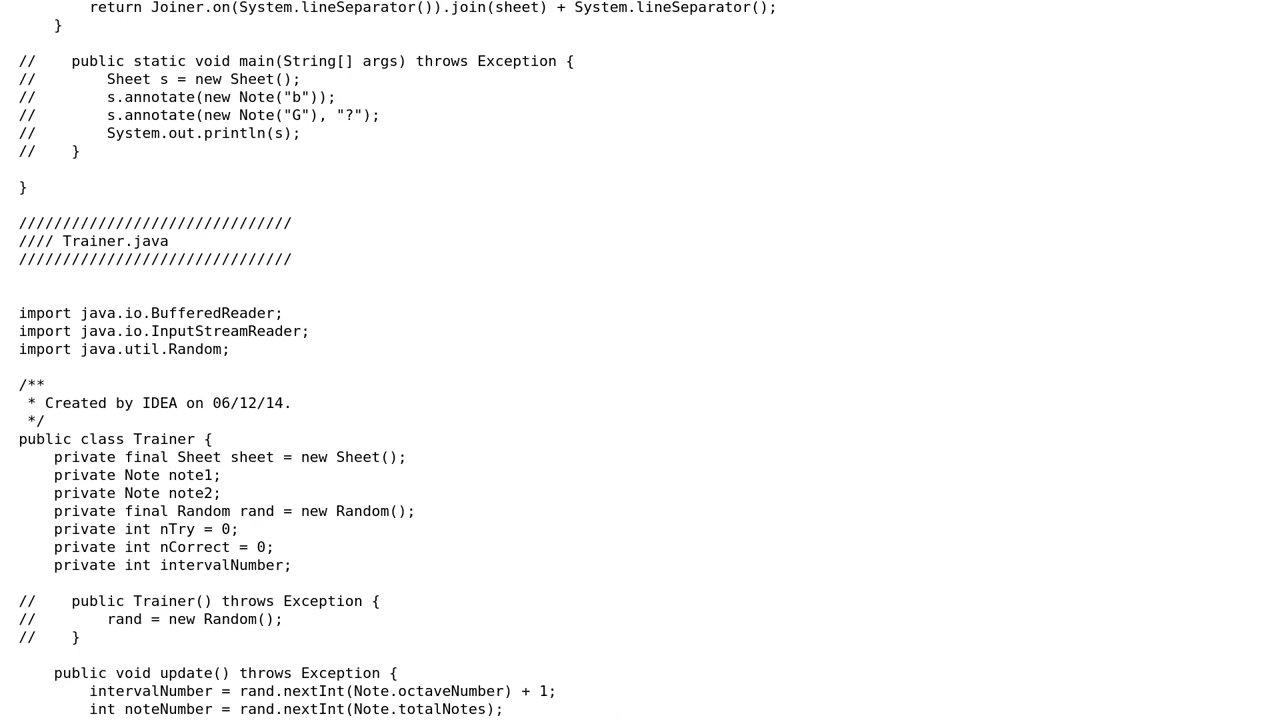 return Joiner.on(System.lineSeparator()).join(sheet) + System.lineSeparator();
    }

//    public static void main(String[] args) throws Exception {
//        Sheet s = new Sheet();
//        s.annotate(new Note("b"));
//        s.annotate(new Note("G"), "?");
//        System.out.println(s);
//    }

}

///////////////////////////////
//// Trainer.java
///////////////////////////////


import java.io.BufferedReader;
import java.io.InputStreamReader;
import java.util.Random;

/**
 * Created by IDEA on 06/12/14.
 */
public class Trainer {
    private final Sheet sheet = new Sheet();
    private Note note1;
    private Note note2;
    private final Random rand = new Random();
    private int nTry = 0;
    private int nCorrect = 0;
    private int intervalNumber;

//    public Trainer() throws Exception {
//        rand = new Random();
//    }

    public void update() throws Exception {
        intervalNumber = rand.nextInt(Note.octaveNumber) + 1;
        int noteNumber = rand.nextInt(Note.totalNotes);